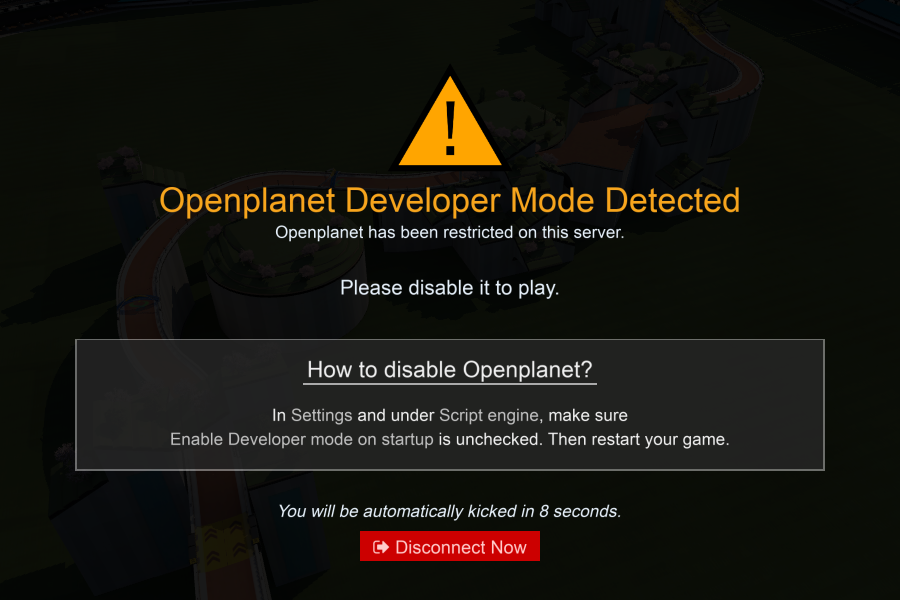 !
Openplanet Developer Mode Detected
Openplanet has been restricted on this server.
Please disable it to play.
How to disable Openplanet?
In Settings and under Script engine, make sure
Enable Developer mode on startup is unchecked. Then restart your game.
You will be automatically kicked in 8 seconds.
Disconnect Now